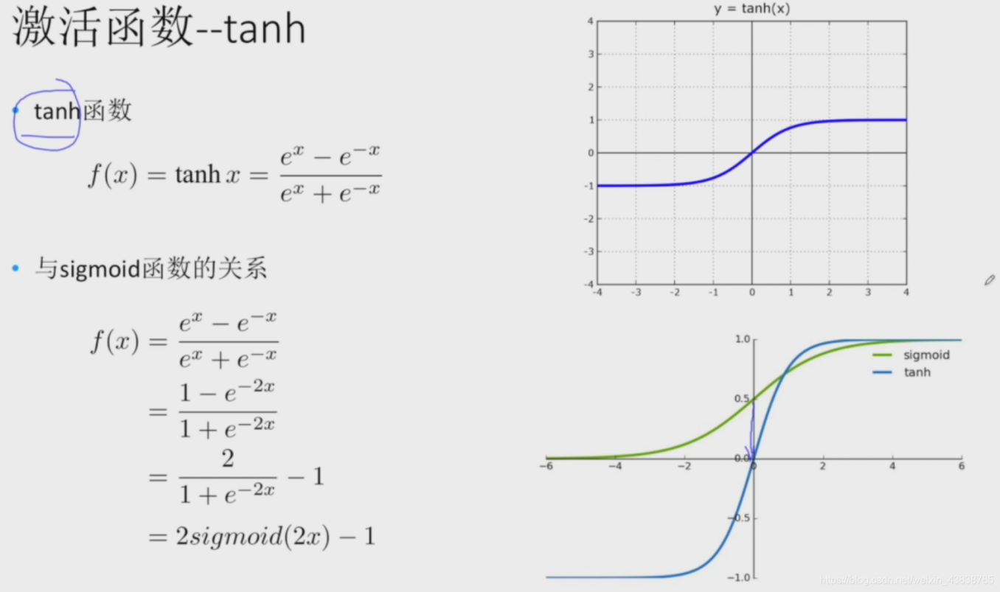 激活函数--tanh
tanh函数
f(x) = tanh x = \frac{e^x - e^{-x}}{e^x + e^{-x}}
与sigmoid函数的关系
f(x) = \frac{e^x - e^{-x}}{e^x + e^{-x}}
= \frac{1 - e^{-2x}}{1 + e^{-2x}}
= \frac{2}{1 + e^{-2x}} - 1
= 2sigmoid(2x) - 1
y = tanh(x)
4
3
2
1
0
-1
-2
-3
-4
-4 -3 -2 -1 0 1 2 3 4
1.0
sigmoid
tanh
0.5
0.0
−6 −4 −2 0 2 4 6
−0.5
−1.0
https://blog.csdn.net/weixin_43838785